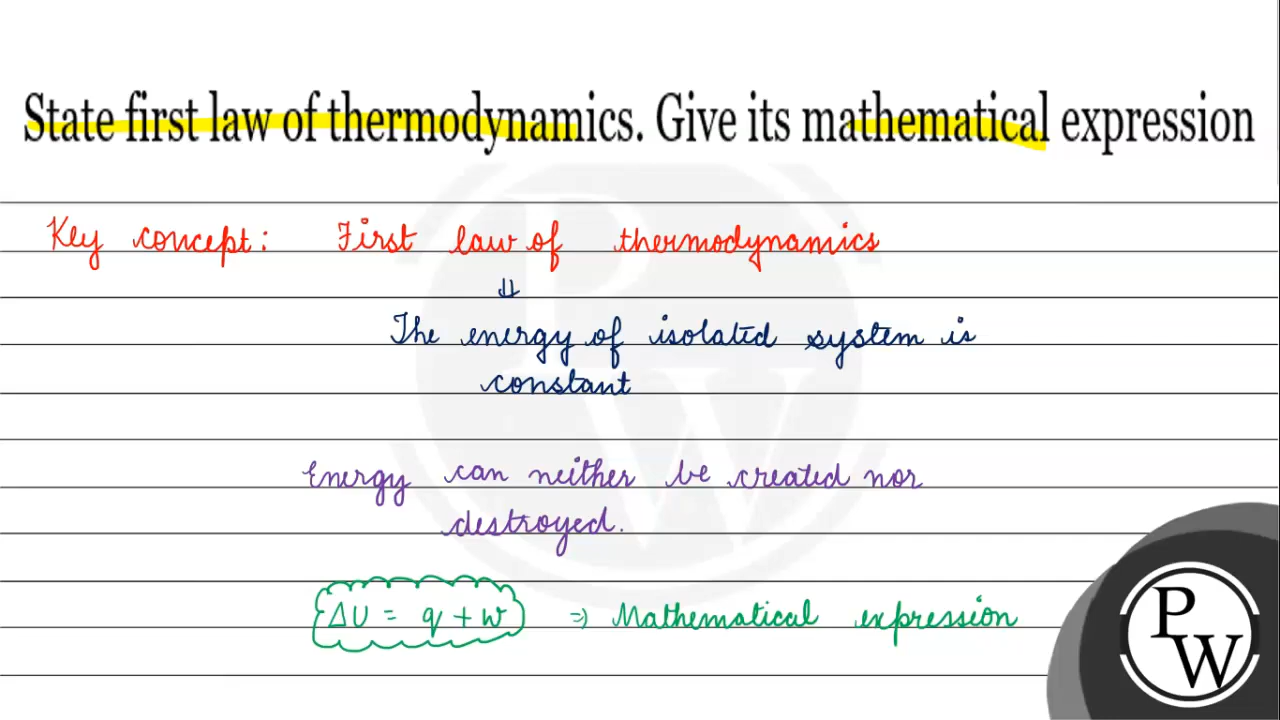 State first law of thermodynamics. Give its mathematical expression
Key concept: First law of thermodynamics
⇓
The energy of isolated system is
constant
Energy can neither be created nor
destroyed.
ΔU = q + w ⇒ Mathematical expression
P
W